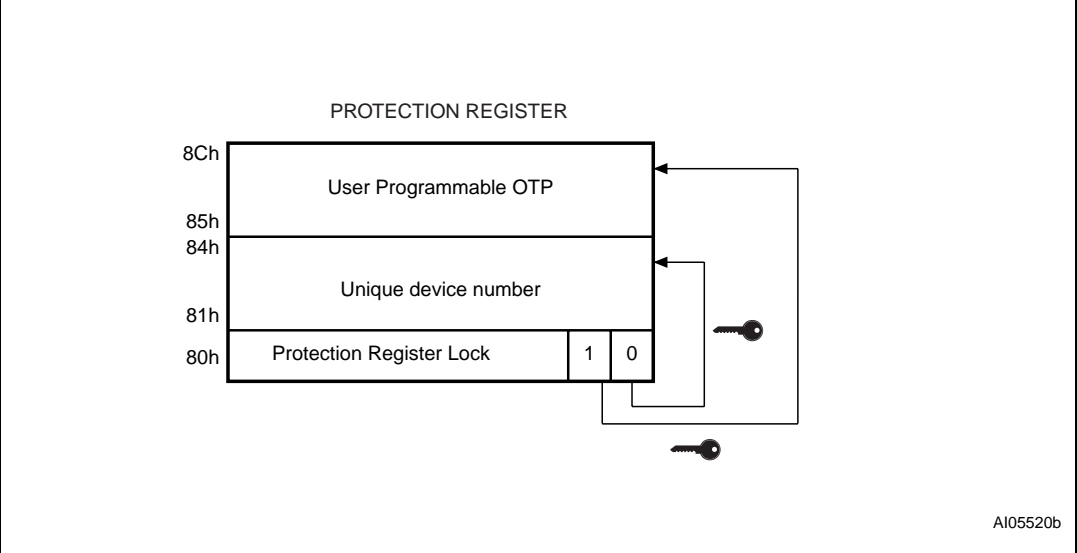 PROTECTION REGISTER
8Ch
User Programmable OTP
85h
84h
Unique device number
81h
80h Protection Register Lock 1 0
AI05520b